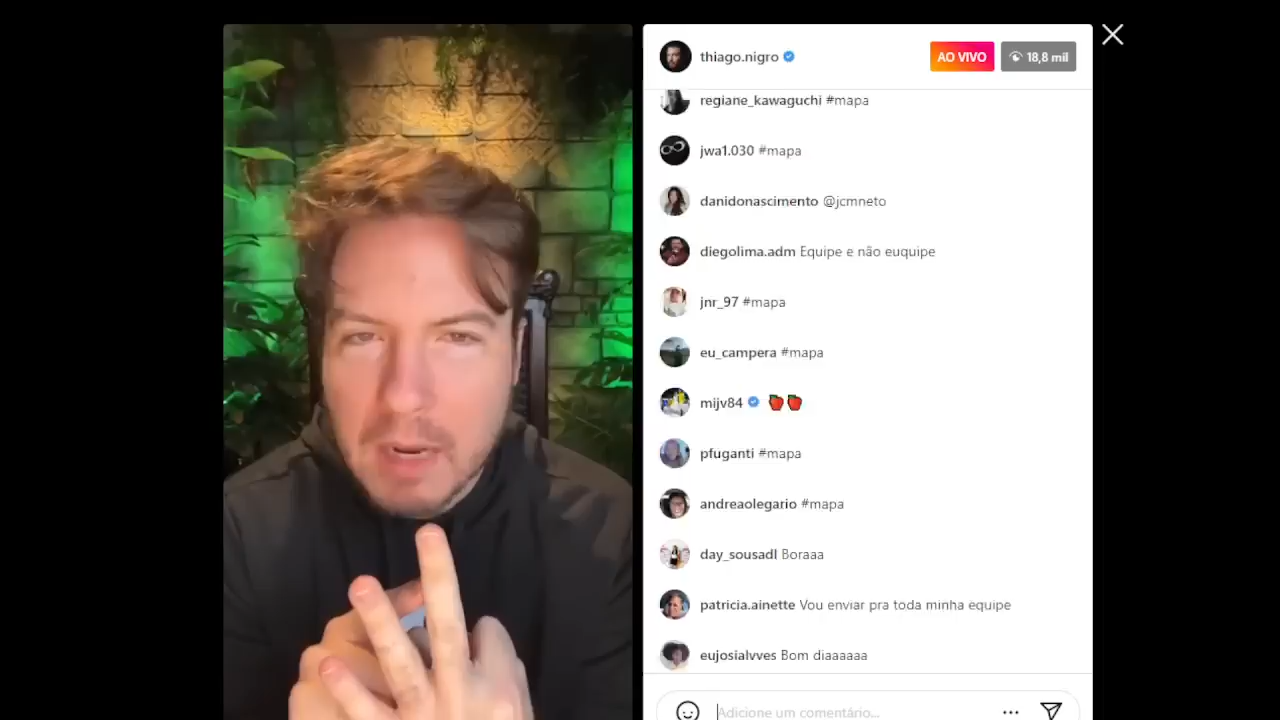 thiago.nigro
AO VIVO
18,8 mil
regiane_kawaguchi #mapa
jwa1.030 #mapa
danidonascimento @jcmneto
diegolima.adm Equipe e não euquipe
jnr_97 #mapa
eu_campera #mapa
mijv84
pfuganti #mapa
andreaolegario #mapa
day_sousadl Boraaa
patricia.ainette Vou enviar pra toda minha equipe
eujosialvves Bom diaaaaaa
Adicione um comentário...